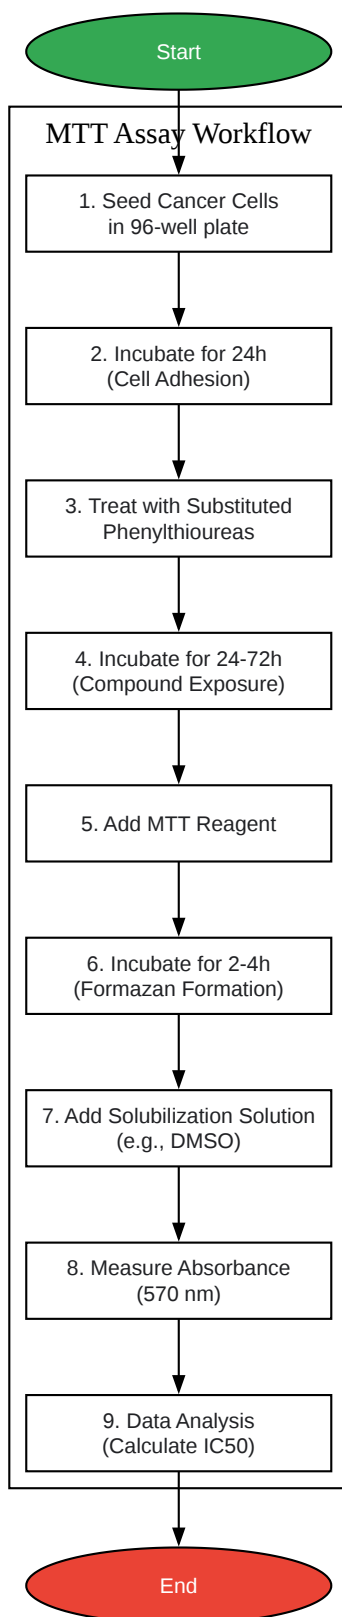 Start
MTT Assay Workflow
1. Seed Cancer Cells
in 96-well plate
2. Incubate for 24h
(Cell Adhesion)
3. Treat with Substituted
Phenylthioureas
4. Incubate for 24-72h
(Compound Exposure)
5. Add MTT Reagent
6. Incubate for 2-4h
(Formazan Formation)
7. Add Solubilization Solution
(e.g., DMSO)
8. Measure Absorbance
(570 nm)
9. Data Analysis
(Calculate IC50)
End